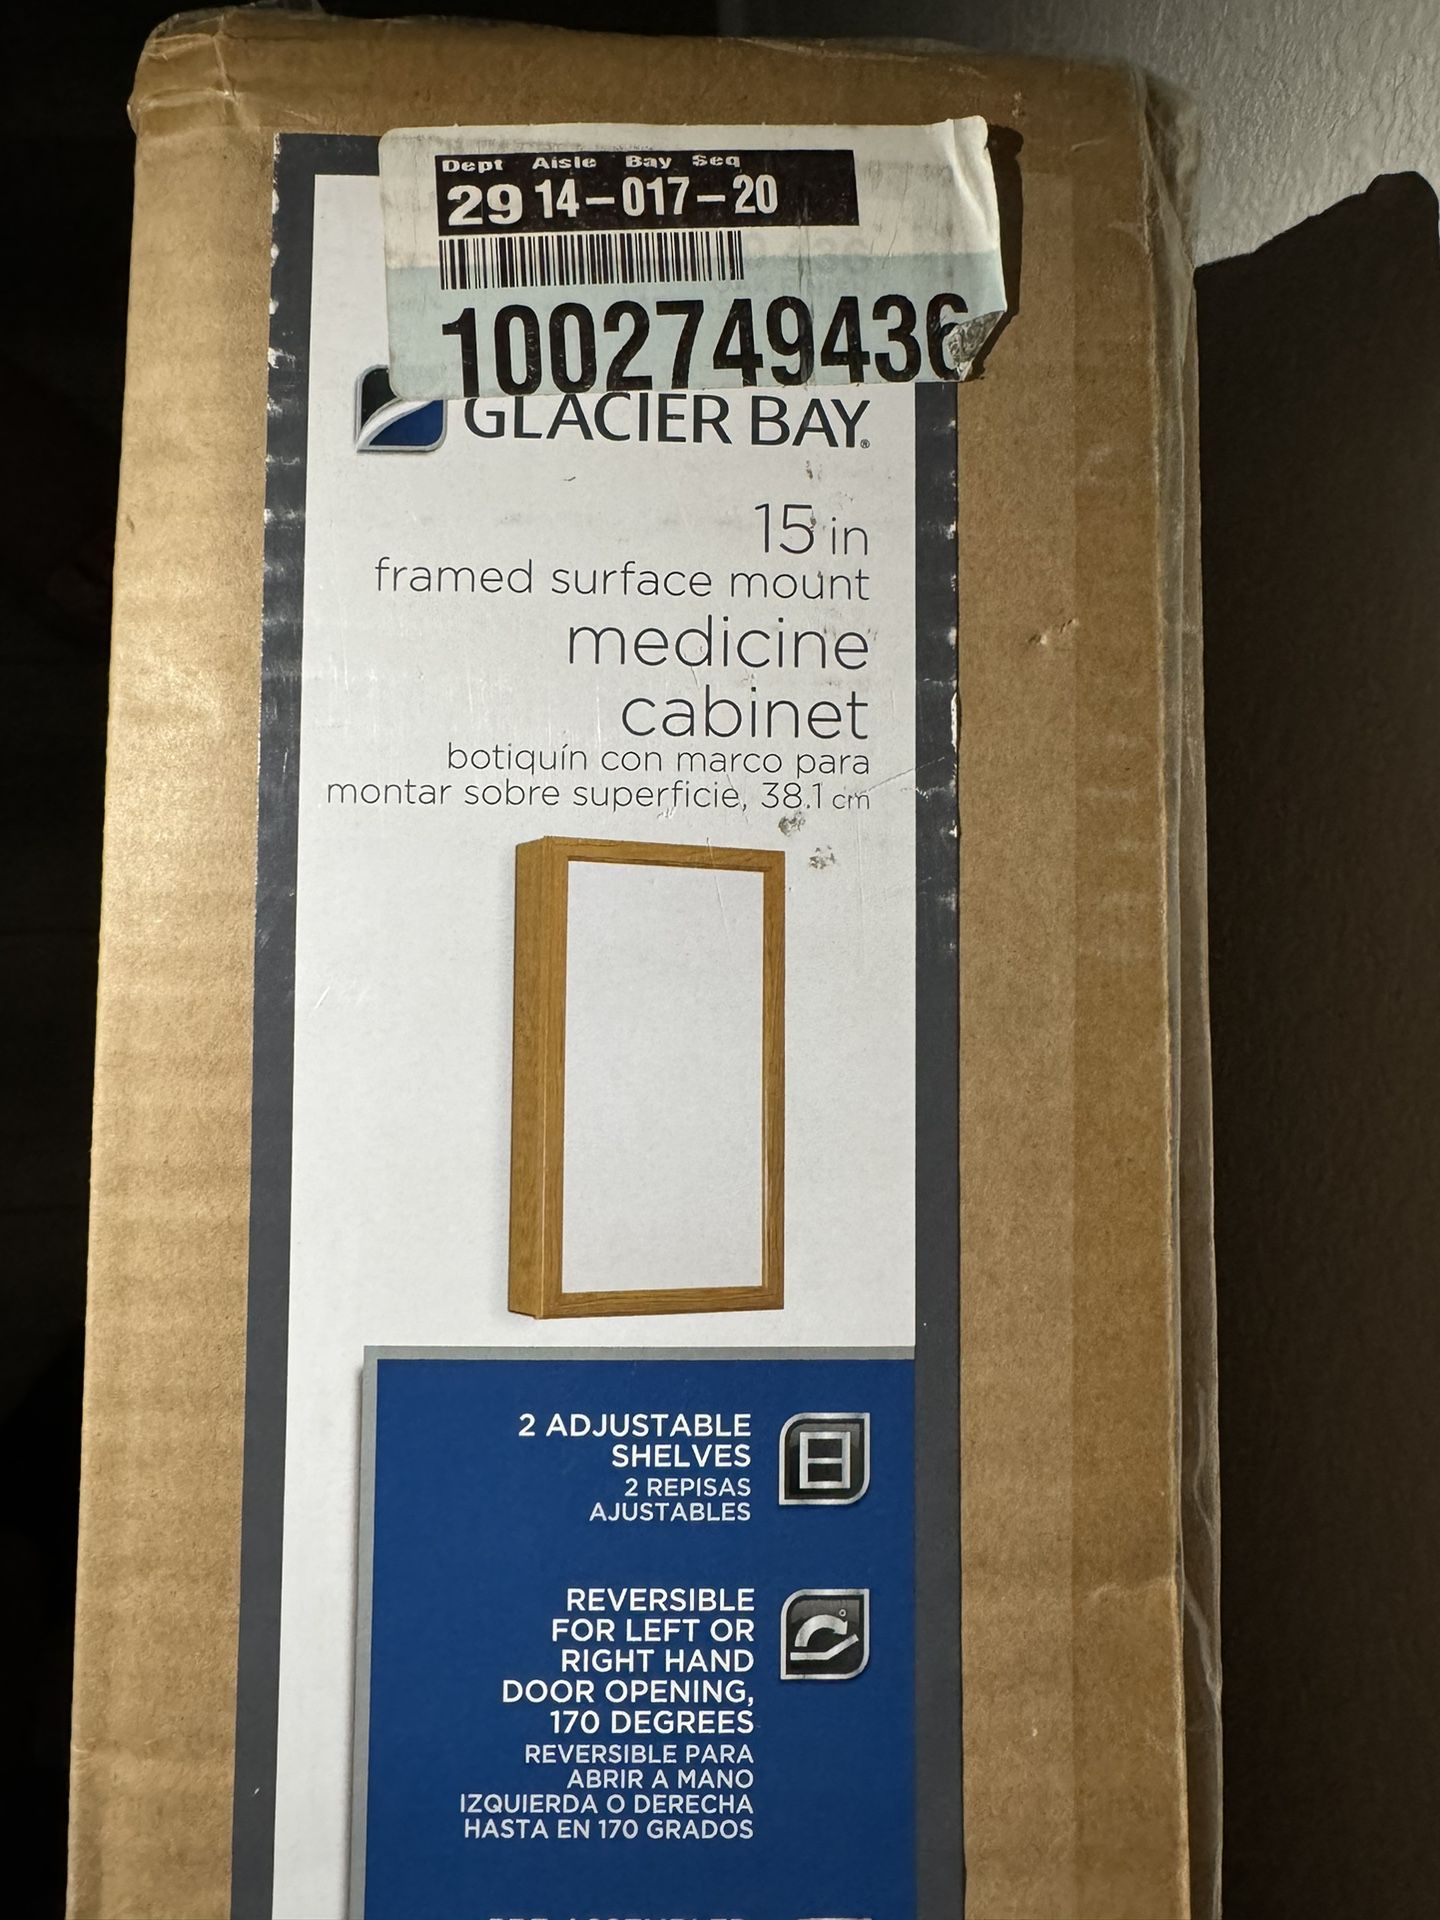 Dept Aisle Bay Seq
29 14-017-20
1002749436
GLACIER BAY®
15 in
framed surface mount
medicine
cabinet
botiquín con marco para
montar sobre superficie, 38.1 cm
2 ADJUSTABLE
SHELVES
2 REPISAS
AJUSTABLES
REVERSIBLE
FOR LEFT OR
RIGHT HAND
DOOR OPENING,
170 DEGREES
REVERSIBLE PARA
ABRIR A MANO
IZQUIERDA O DERECHA
HASTA EN 170 GRADOS